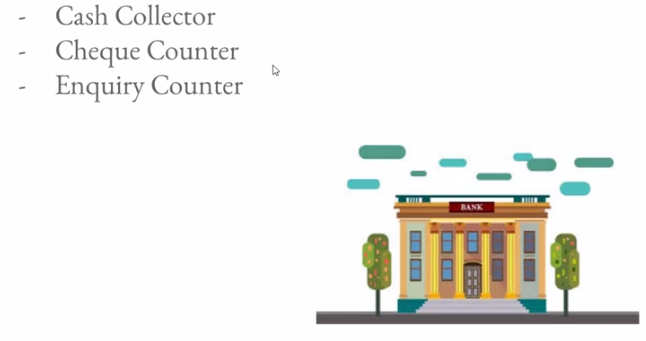 - Cash Collector
- Cheque Counter
- Enquiry Counter
BANK